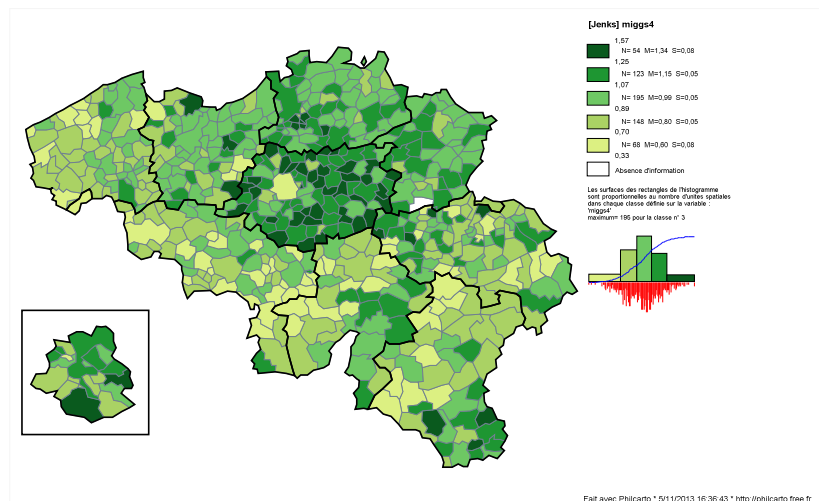 [Jenks] miggs4
1,57
N= 54 M=1,34 S=0,08
1,25
N= 123 M=1,15 S=0,05
1,07
N= 195 M=0,99 S=0,05
0,89
N= 148 M=0,80 S=0,05
0,70
N= 68 M=0,60 S=0,08
0,33
Absence d'information
Les surfaces des rectangles de l'histogramme
sont proportionnelles au nombre d'unites spatiales
dans chaque classe définie sur la variable :
'miggs4'
maximum= 195 pour la classe n° 3
Fait avec Philcarto * 5/11/2013 16:36:43 * http://philcarto.free.fr